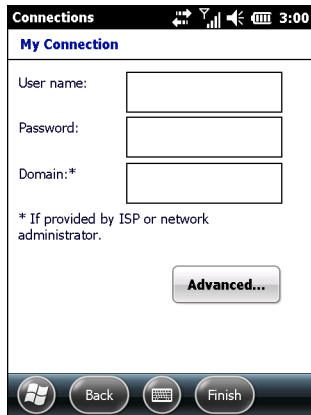 Connections 3:00
My Connection
User name:
Password:
Domain:*
* If provided by ISP or network
administrator.
Advanced...
Back Finish